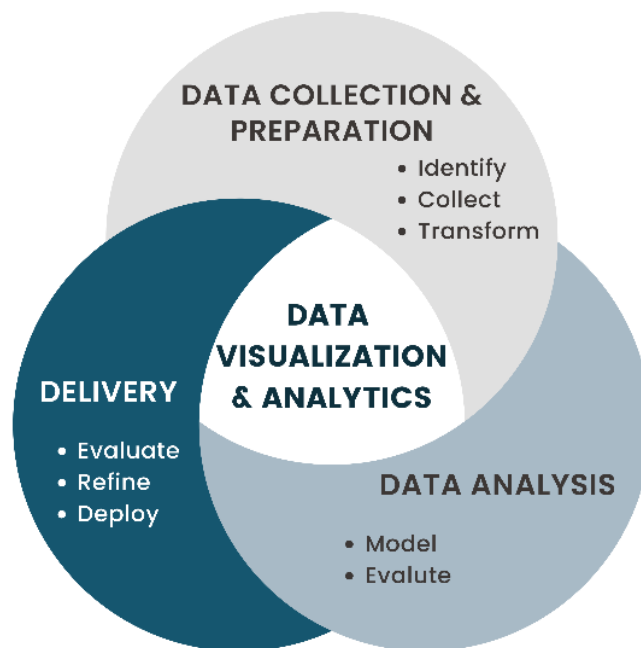 DATA COLLECTION &
PREPARATION
• Identify
• Collect
• Transform
DATA
VISUALIZATION
& ANALYTICS
DELIVERY
• Evaluate
• Refine
• Deploy
DATA ANALYSIS
• Model
• Evalute